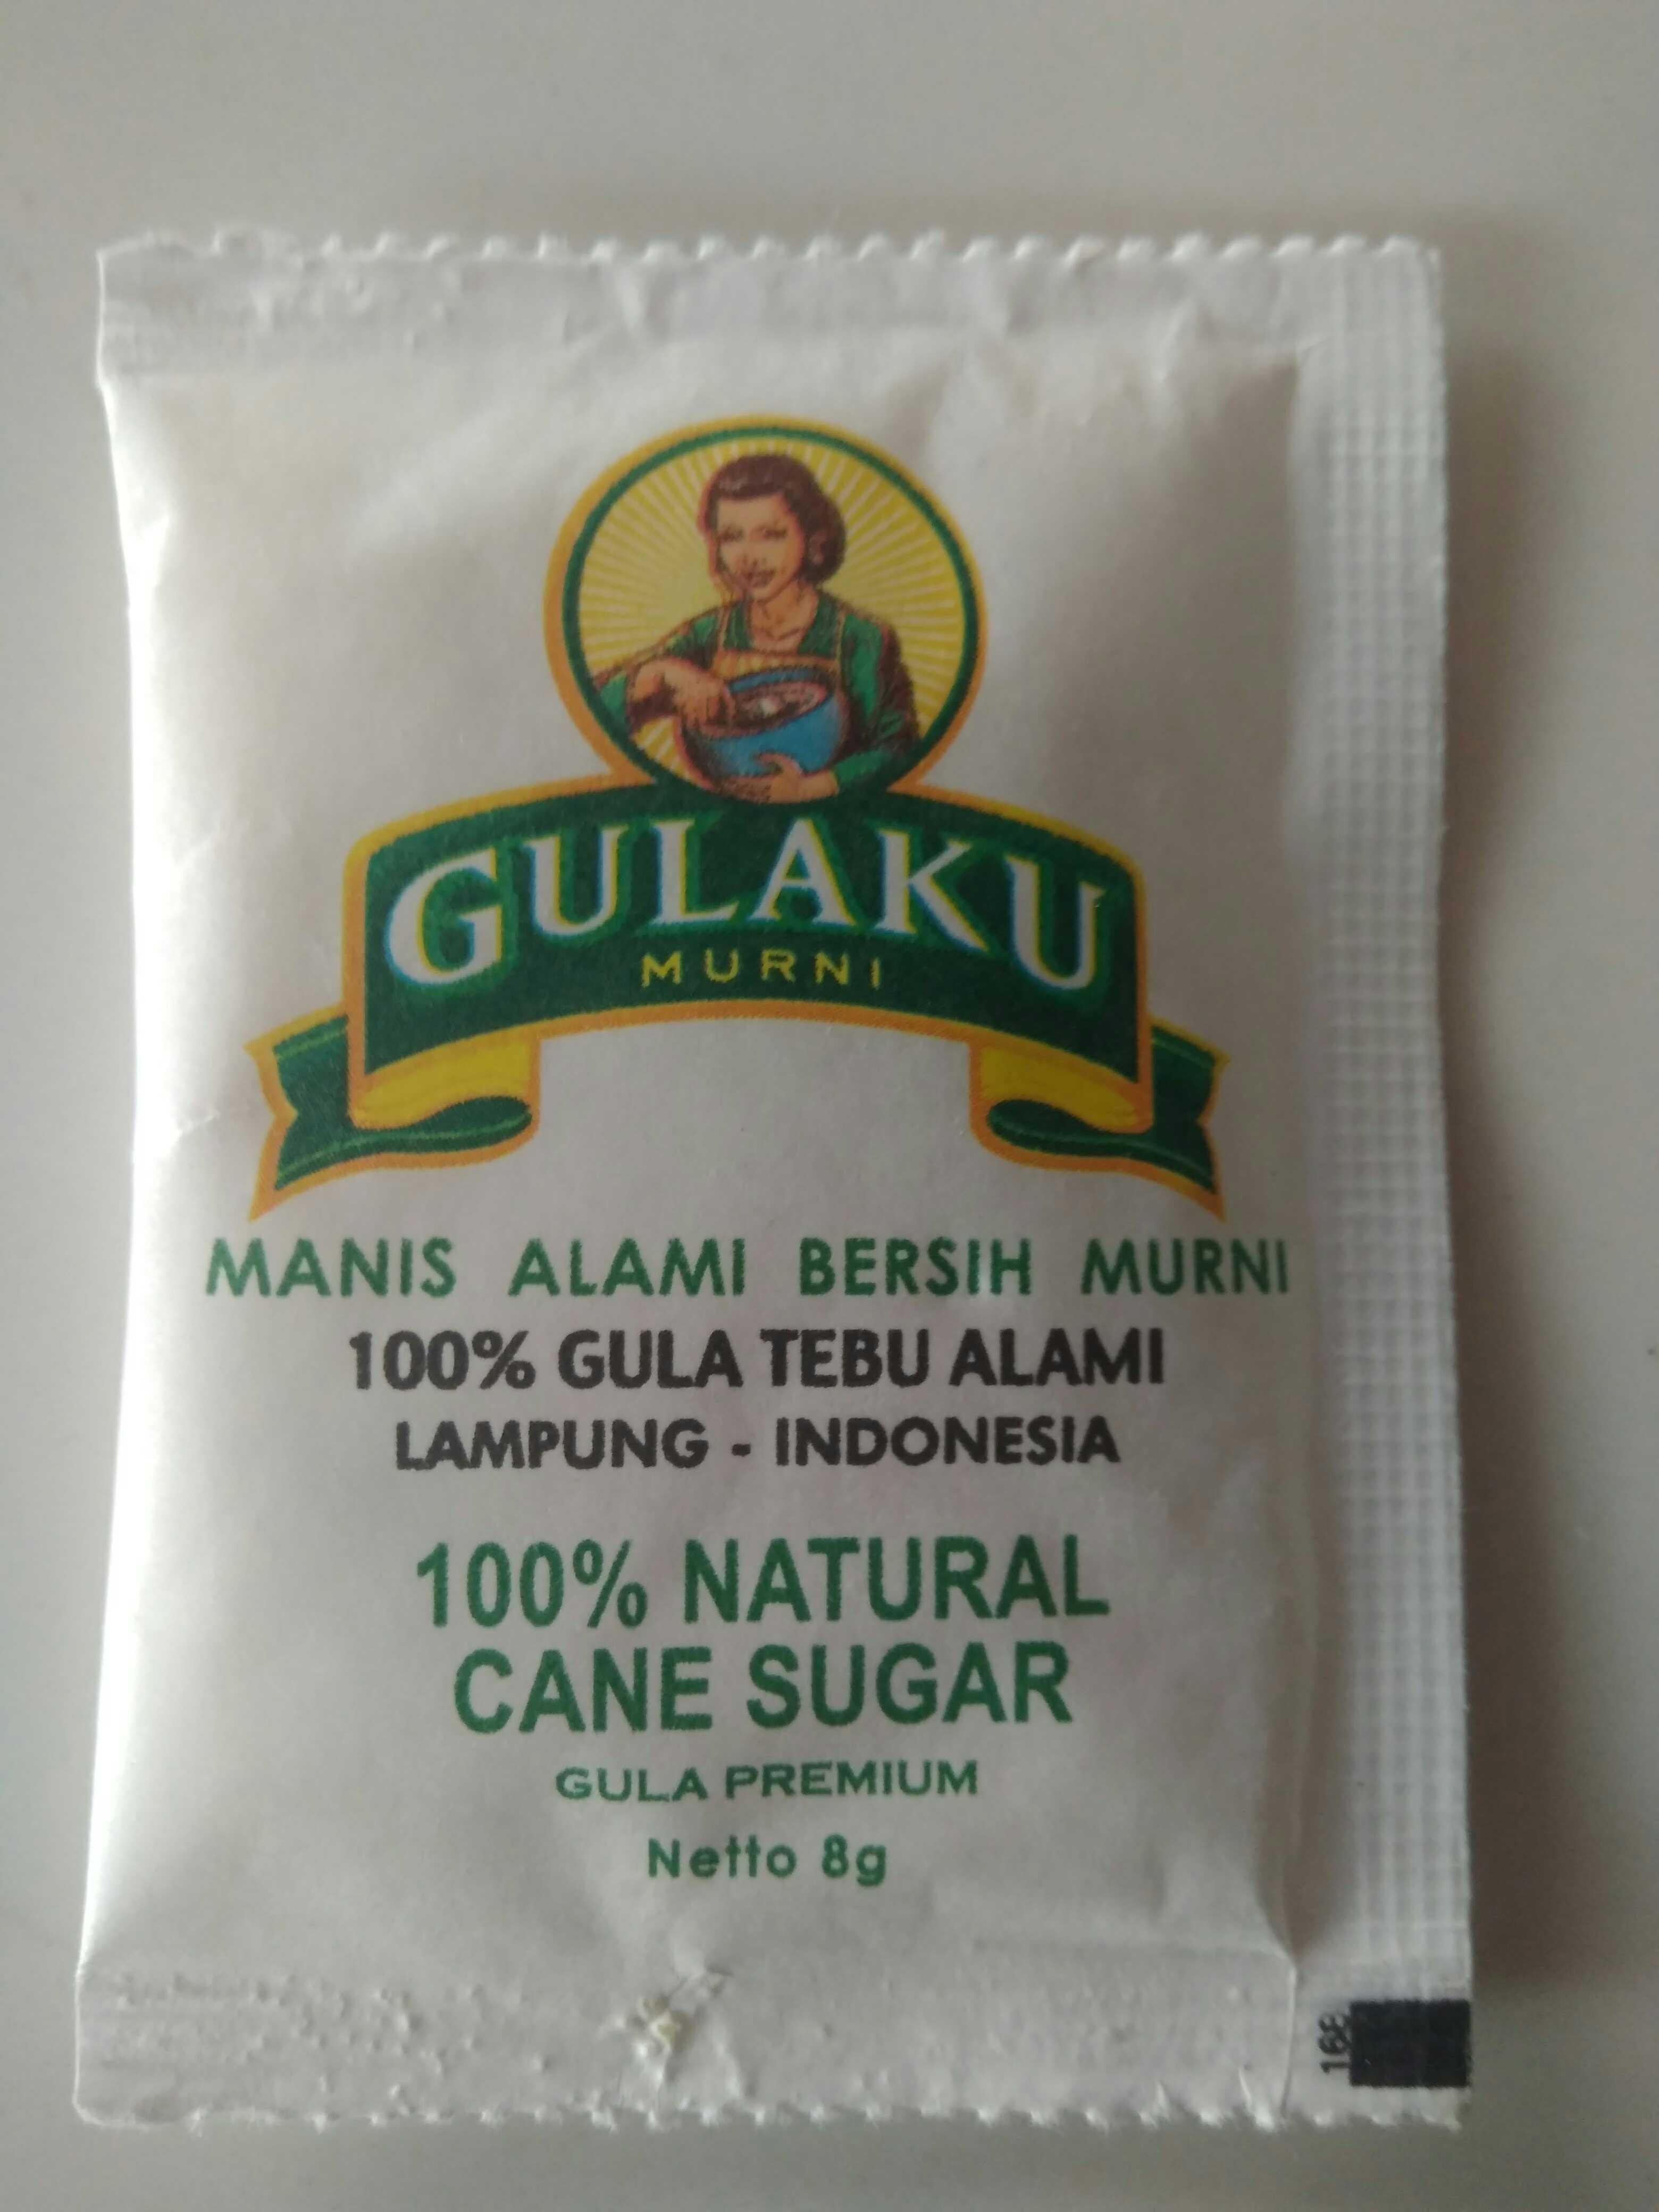 GULAKU
MURNI
MANIS ALAMI BERSIH MURNI
100% GULA TEBU ALAMI
LAMPUNG - INDONESIA
100% NATURAL
CANE SUGAR
GULA PREMIUM
Netto 8g
168